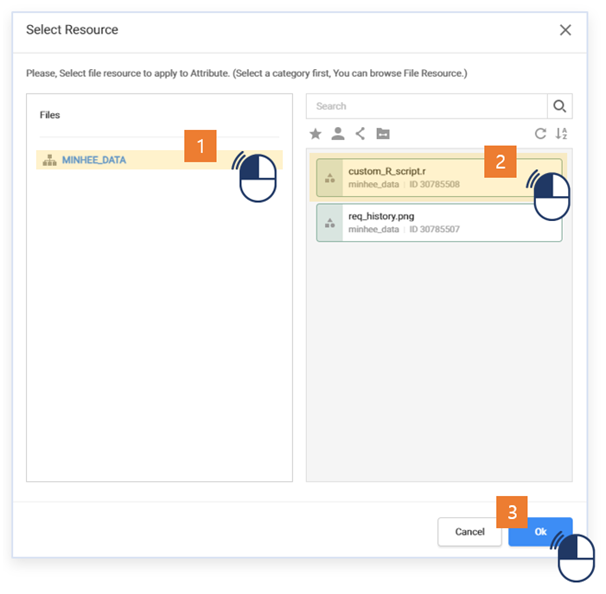 Select Resource
Please, Select file resource to apply to Attribute. (Select a category first, You can browse File Resource.)
Files
1
MINHEE_DATA
Search
2
custom_R_script.r
minhee_data | ID 30785508
req_history.png
minhee_data | ID 30785507
3
Cancel
Ok